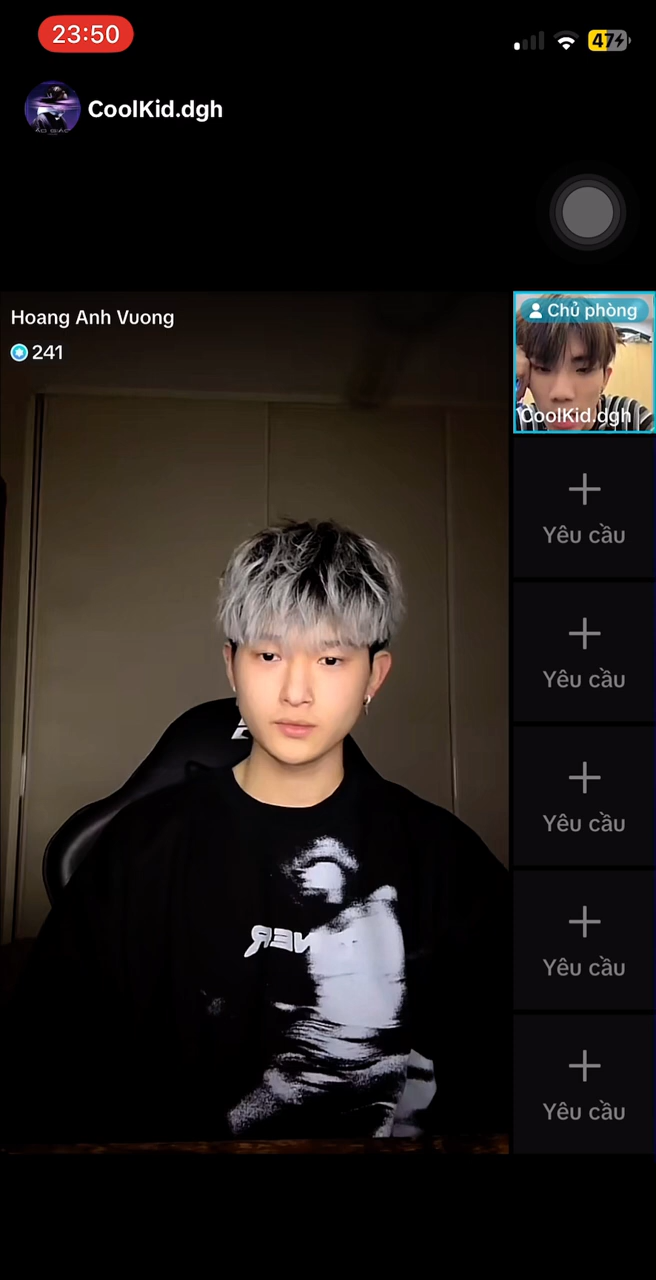 23:50
47
CoolKid.dgh
Hoang Anh Vuong
241
Chủ phòng
CoolKid.dgh
Yêu cầu
Yêu cầu
Yêu cầu
Yêu cầu
Yêu cầu